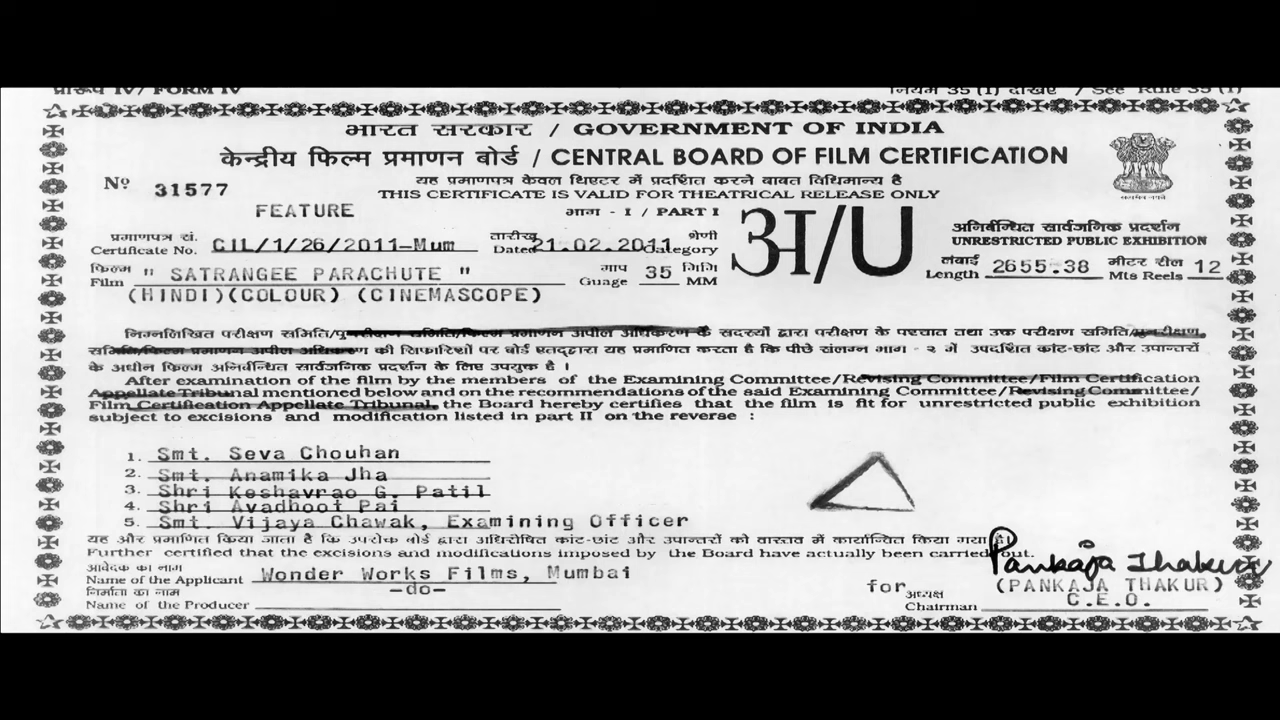 प्रारूप IV/ FORM IV नियम 35 (1) देखिए / See Rule 35 (1)
भारत सरकार / GOVERNMENT OF INDIA
केन्द्रीय फिल्म प्रमाणन बोर्ड / CENTRAL BOARD OF FILM CERTIFICATION
यह प्रमाणपत्र केवल थिएटर में प्रदर्शित करने बाबत विधिमान्य है
Nº 31577 THIS CERTIFICATE IS VALID FOR THEATRICAL RELEASE ONLY
सत्यमेव जयते
FEATURE भाग - I / PART I अ/U
प्रमाणपत्र सं. तारीख श्रेणी अनिर्बन्धित सार्वजनिक प्रदर्शन
Certificate No. CIL/1/26/2011-Mum Dated 21.02.2011 Category UNRESTRICTED PUBLIC EXHIBITION
फिल्म माप मिमि लंबाई मीटर रील
Film " SATRANGEE PARACHUTE " Guage 35 MM Length 2655.38 Mts Reels 12
(HINDI)(COLOUR) (CINEMASCOPE)
निम्नलिखित परीक्षण समिति/पुनरीक्षण समिति/फिल्म प्रमाणन अपील अधिकरण के सदस्यों द्वारा परीक्षण के पश्चात तथा उक्त परीक्षण समिति/पुनरीक्षण
समिति/फिल्म प्रमाणन अपील अधिकरण की सिफारिशों पर बोर्ड एतद्द्वारा यह प्रमाणित करता है कि पीछे संलग्न भाग - २ में उपदर्शित कांट-छांट और उपान्तरों
के अधीन फिल्म अनिर्बन्धित सार्वजनिक प्रदर्शन के लिए उपयुक्त है ।
After examination of the film by the members of the Examining Committee/Revising Committee/Film Certification
Appellate Tribunal mentioned below and on the recommendations of the said Examining Committee/Revising Committee/
Film Certification Appellate Tribunal, the Board hereby certifies that the film is fit for unrestricted public exhibition
subject to excisions and modification listed in part II on the reverse :
1. Smt. Seva Chouhan
2. Smt. Anamika Jha
3. Shri Keshavrao G. Patil
4. Shri Avadhoot Pai
5. Smt. Vijaya Chawak, Examining Officer
यह और प्रमाणित किया जाता है कि उपरोक्त बोर्ड द्वारा अधिरोपित कांट-छांट और उपान्तरों को वास्तव में कार्यान्वित किया गया है।
Further certified that the excisions and modifications imposed by the Board have actually been carried out.
Pankaja Thakur
आवेदक का नाम
Name of the Applicant Wonder Works Films, Mumbai
निर्माता का नाम -do- for अध्यक्ष (PANKAJA THAKUR)
Name of the Producer Chairman C.E.O.